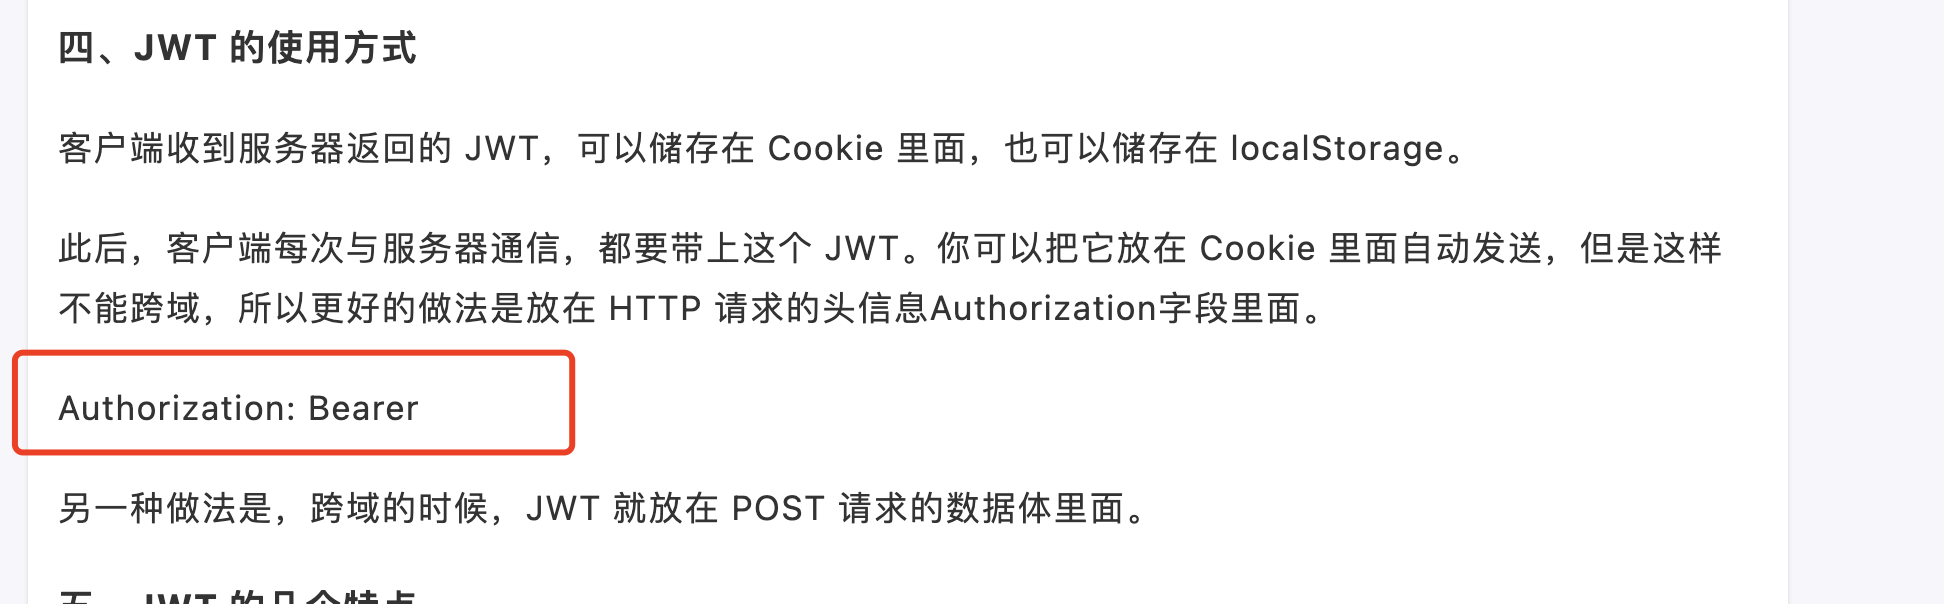 四、JWT 的使用方式
客户端收到服务器返回的 JWT，可以储存在 Cookie 里面，也可以储存在 localStorage。
此后，客户端每次与服务器通信，都要带上这个 JWT。你可以把它放在 Cookie 里面自动发送，但是这样
不能跨域，所以更好的做法是放在 HTTP 请求的头信息Authorization字段里面。
Authorization: Bearer
另一种做法是，跨域的时候，JWT 就放在 POST 请求的数据体里面。
五、JWT 的几个特点